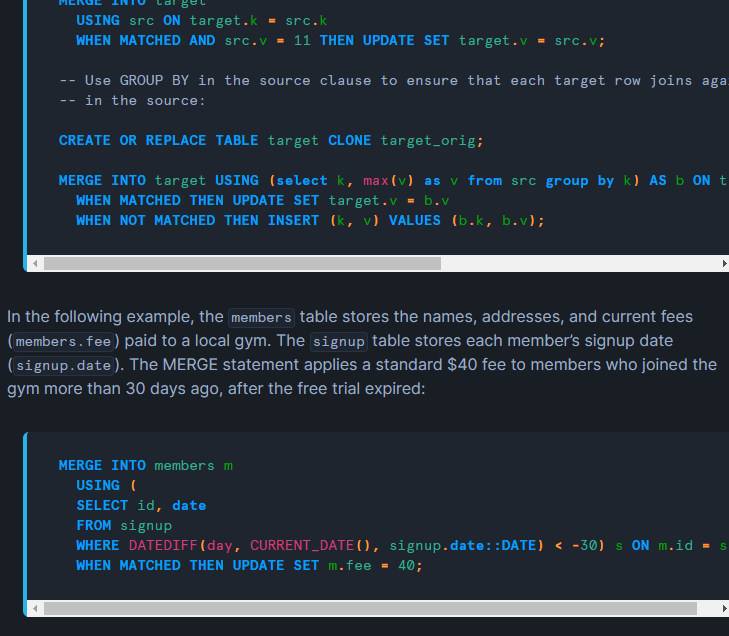 MERGE INTO target
USING src ON target.k = src.k
WHEN MATCHED AND src.v = 11 THEN UPDATE SET target.v = src.v;
-- Use GROUP BY in the source clause to ensure that each target row joins aga
-- in the source:
CREATE OR REPLACE TABLE target CLONE target_orig;
MERGE INTO target USING (select k, max(v) as v from src group by k) AS b ON t
WHEN MATCHED THEN UPDATE SET target.v = b.v
WHEN NOT MATCHED THEN INSERT (k, v) VALUES (b.k, b.v);
In the following example, the members table stores the names, addresses, and current fees
(members.fee) paid to a local gym. The signup table stores each member’s signup date
(signup.date). The MERGE statement applies a standard $40 fee to members who joined the
gym more than 30 days ago, after the free trial expired:
MERGE INTO members m
USING (
SELECT id, date
FROM signup
WHERE DATEDIFF(day, CURRENT_DATE(), signup.date::DATE) < -30) s ON m.id = s
WHEN MATCHED THEN UPDATE SET m.fee = 40;